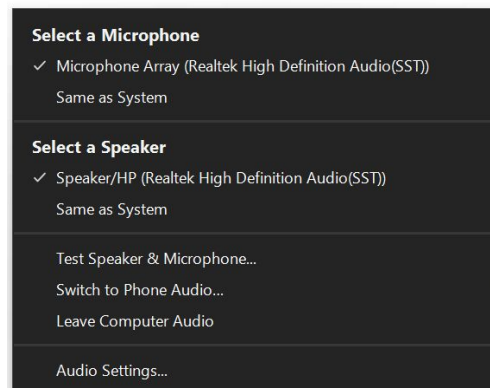 Select a Microphone
✓ Microphone Array (Realtek High Definition Audio(SST))
Same as System
Select a Speaker
✓ Speaker/HP (Realtek High Definition Audio(SST))
Same as System
Test Speaker & Microphone...
Switch to Phone Audio...
Leave Computer Audio
Audio Settings...